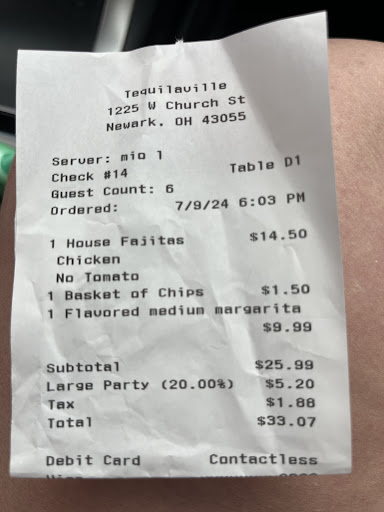 Tequilaville
1225 W Church St
Newark, OH 43055
Server: mio 1
Check #14 Table D1
Guest Count: 6
Ordered: 7/9/24 6:03 PM
1 House Fajitas $14.50
Chicken
No Tomato
1 Basket of Chips $1.50
1 Flavored medium margarita
$9.99
Subtotal $25.99
Large Party (20.00%) $5.20
Tax $1.88
Total $33.07
Debit Card Contactless